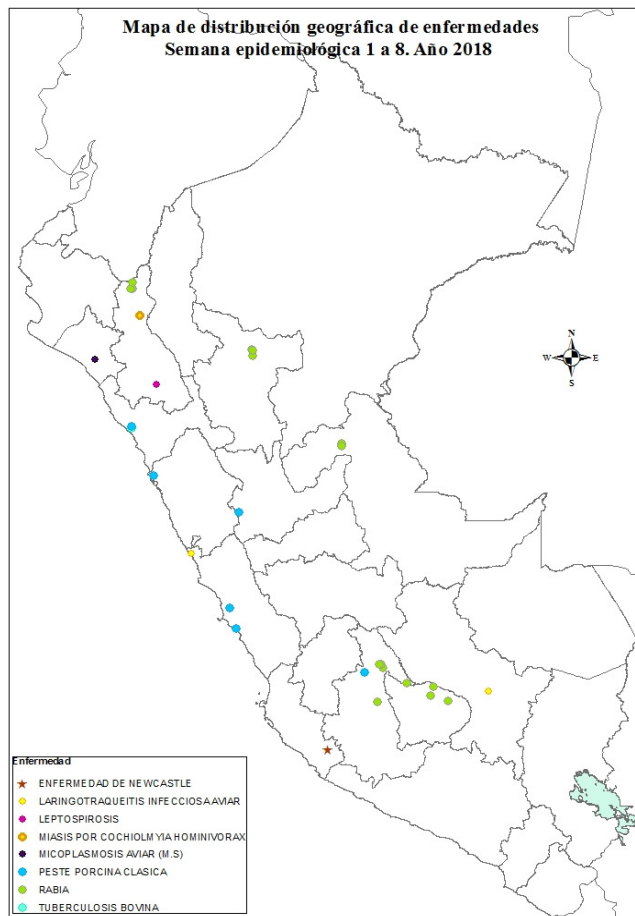 Mapa de distribución geográfica de enfermedades
Semana epidemiológica 1 a 8. Año 2018
N
W E
S
Enfermedad
ENFERMEDAD DE NEWCASTLE
LARINGOTRAQUEITIS INFECCIOSA AVIAR
LEPTOSPIROSIS
MIASIS POR COCHIOLMYIA HOMINIVORAX
MICOPLASMOSIS AVIAR (M.S)
PESTE PORCINA CLASICA
RABIA
TUBERCULOSIS BOVINA